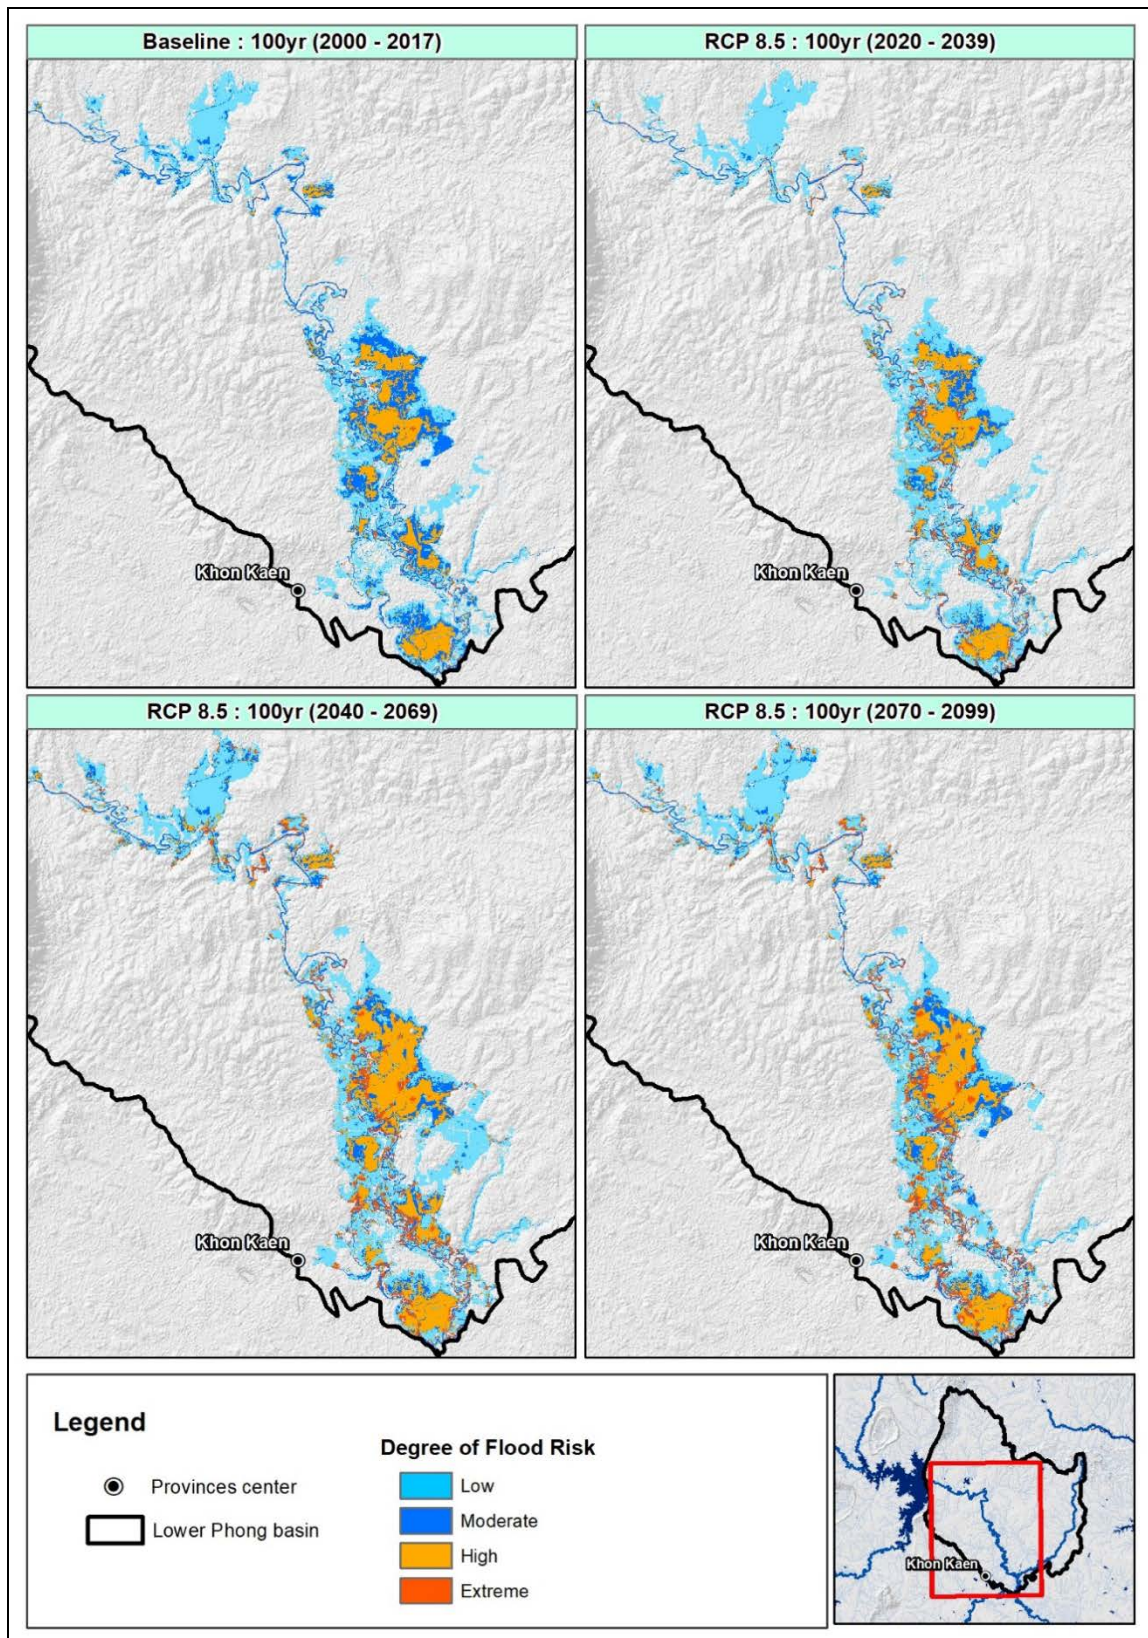 Baseline : 100yr (2000 - 2017)
RCP 8.5 : 100yr (2020 - 2039)
Khon Kaen
Khon Kaen
RCP 8.5 : 100yr (2040 - 2069)
RCP 8.5 : 100yr (2070 - 2099)
Khon Kaen
Khon Kaen
Legend
Provinces center
Lower Phong basin
Degree of Flood Risk
Low
Moderate
High
Extreme
Khon Kaen